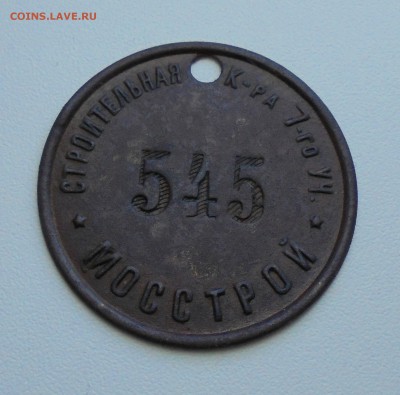 COINS.LAVE.RU
СТРОИТЕЛЬНАЯ К-РА 7-ГО УЧ.
545
* МОССТРОЙ *